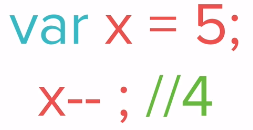 var x = 5;
x-- ; //4